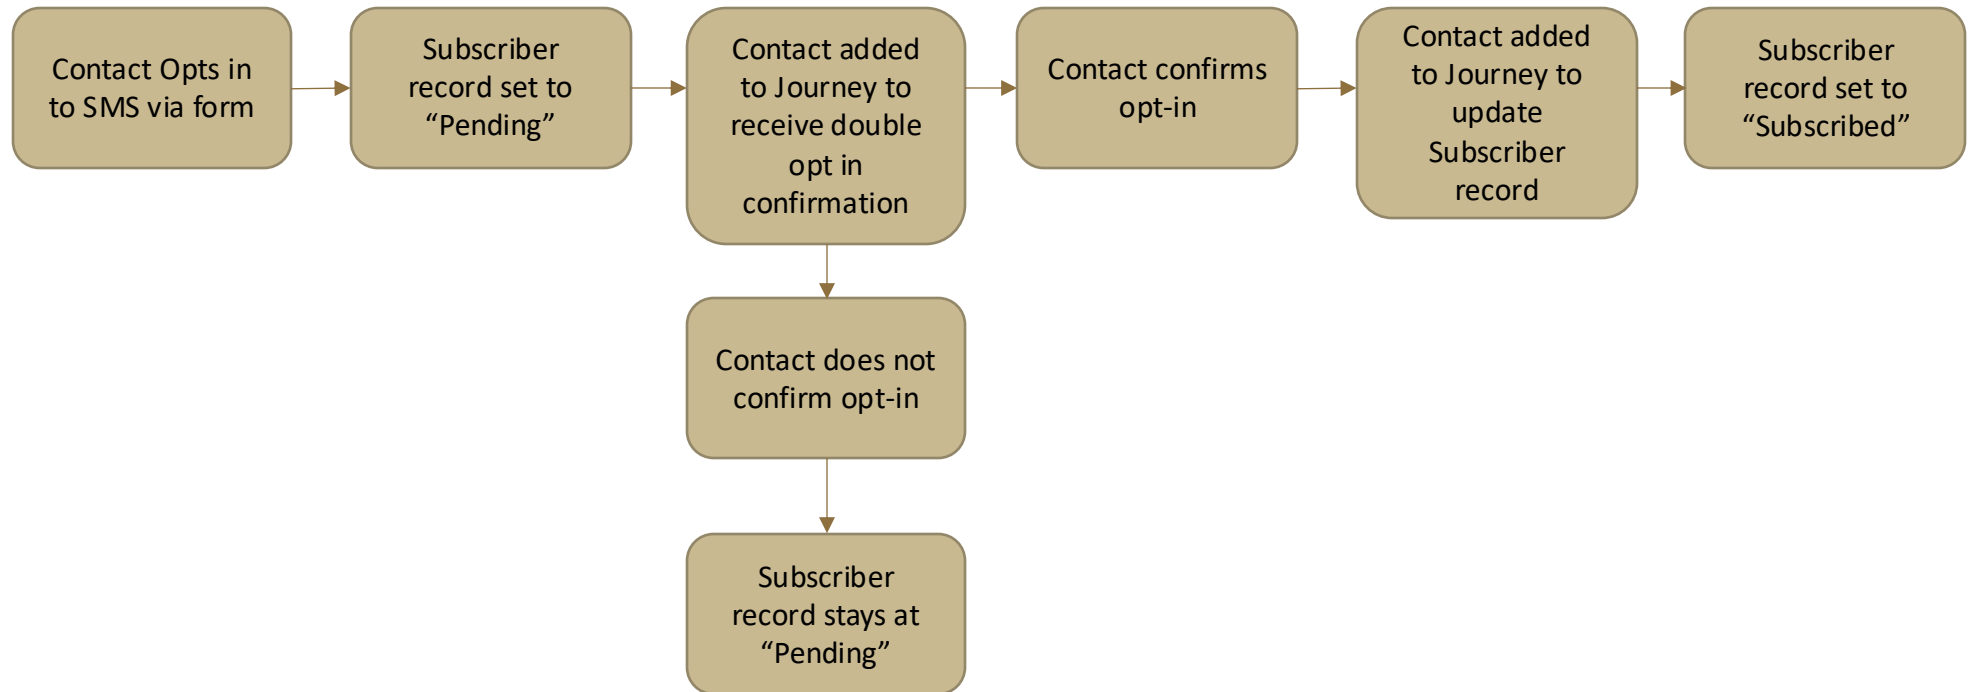 Contact Opts in
to SMS via form
Subscriber
record set to
“Pending”
Contact added
to Journey to
receive double
opt in
confirmation
Contact confirms
opt-in
Contact added
to Journey to
update
Subscriber
record
Subscriber
record set to
“Subscribed”
Contact does not
confirm opt-in
Subscriber
record stays at
“Pending”